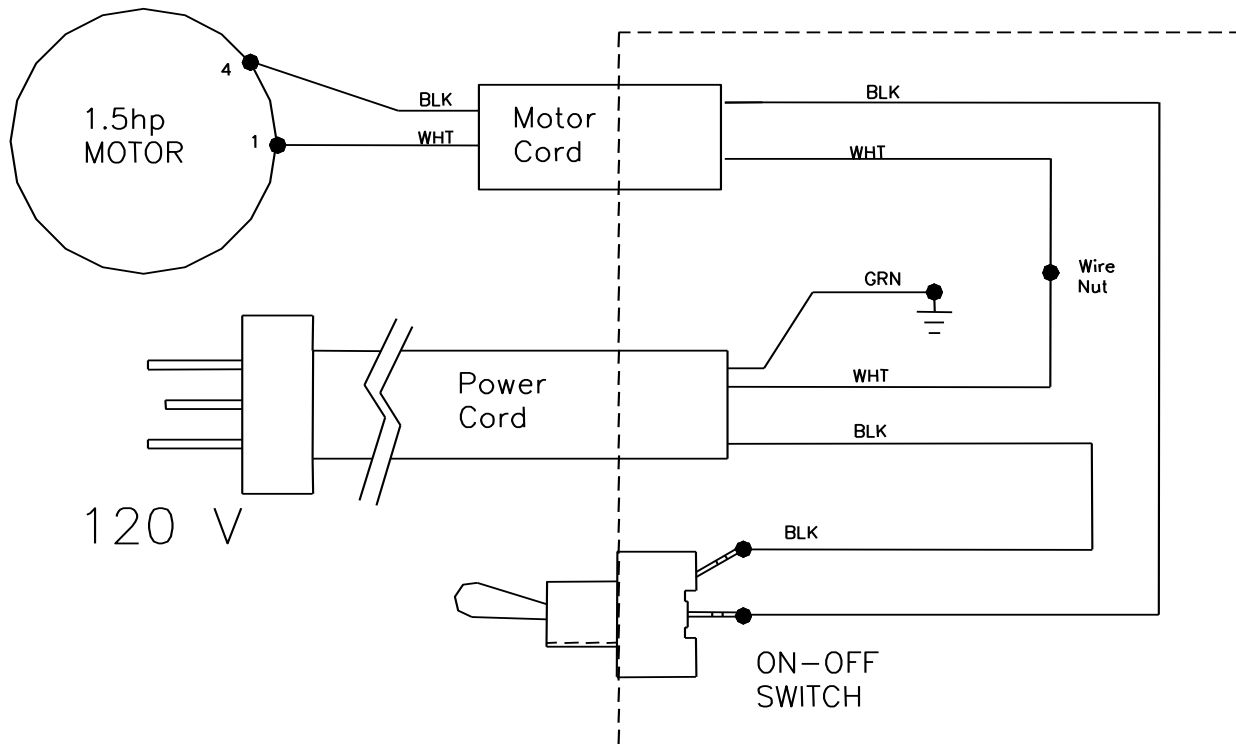 4
BLK
1.5hp
MOTOR
1
WHT
Motor
Cord
BLK
WHT
Wire
Nut
GRN
Power
Cord
WHT
BLK
120 V
BLK
ON-OFF
SWITCH